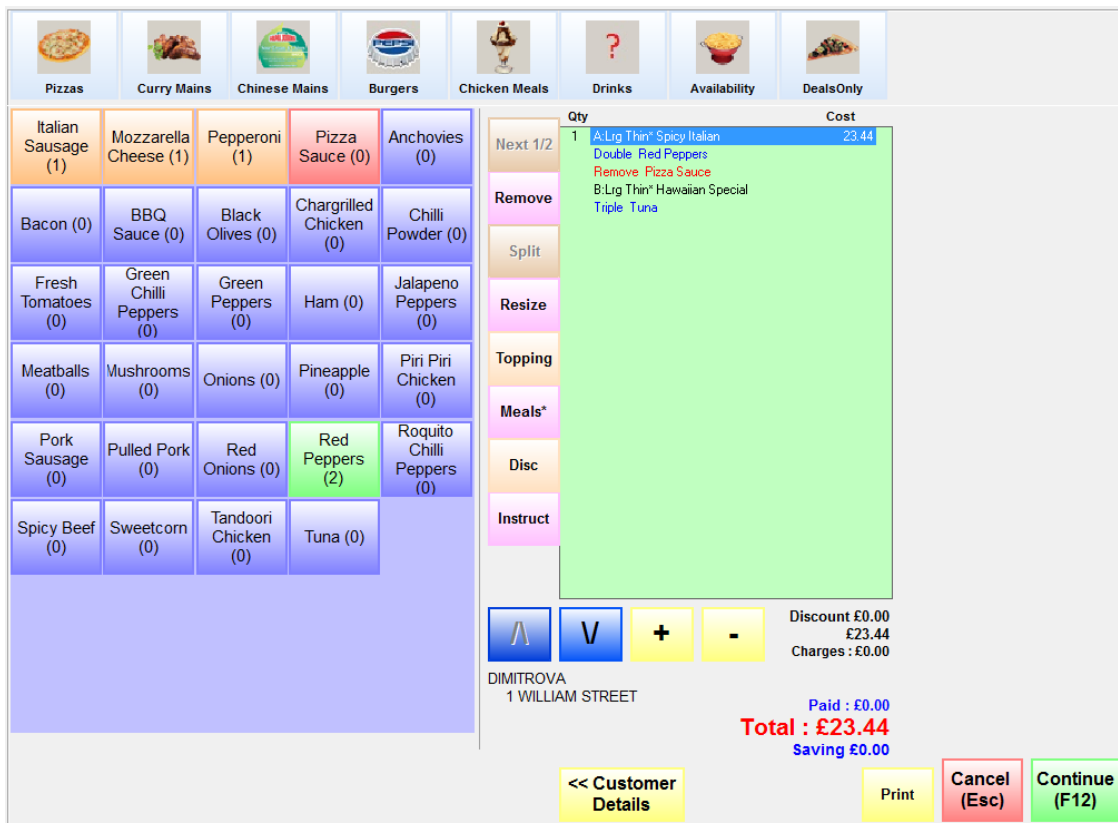 Pizzas
Curry Mains
Chinese Mains
Burgers
Chicken Meals
Drinks
Availability
DealsOnly
Italian
Sausage
(1)
Mozzarella
Cheese (1)
Pepperoni
(1)
Pizza
Sauce (0)
Anchovies
(0)
Bacon (0)
BBQ
Sauce (0)
Black
Olives (0)
Chargrilled
Chicken
(0)
Chilli
Powder (0)
Fresh
Tomatoes
(0)
Green
Chilli
Peppers
(0)
Green
Peppers
(0)
Ham (0)
Jalapeno
Peppers
(0)
Meatballs
(0)
Mushrooms
(0)
Onions (0)
Pineapple
(0)
Piri Piri
Chicken
(0)
Pork
Sausage
(0)
Pulled Pork
(0)
Red
Onions (0)
Red
Peppers
(2)
Roquito
Chilli
Peppers
(0)
Spicy Beef
(0)
Sweetcorn
(0)
Tandoori
Chicken
(0)
Tuna (0)
Next 1/2
Remove
Split
Resize
Topping
Meals*
Disc
Instruct
Qty Cost
1 A:Lrg Thin* Spicy Italian 23.44
Double Red Peppers
Remove Pizza Sauce
B:Lrg Thin* Hawaiian Special
Triple Tuna
/\ \/ + -
Discount £0.00
£23.44
Charges : £0.00
DIMITROVA
1 WILLIAM STREET
Paid : £0.00
Total : £23.44
Saving £0.00
<< Customer
Details
Print
Cancel
(Esc)
Continue
(F12)